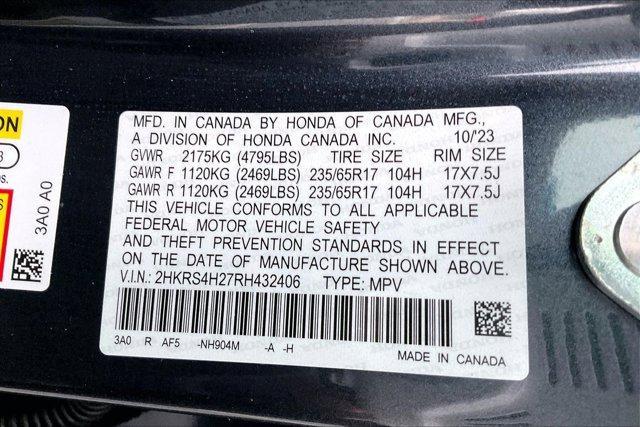 MFD. IN CANADA BY HONDA OF CANADA MFG.,
A DIVISION OF HONDA CANADA INC. 10/23
GVWR 2175KG (4795LBS) TIRE SIZE RIM SIZE
GAWR F 1120KG (2469LBS) 235/65R17 104H 17X7.5J
GAWR R 1120KG (2469LBS) 235/65R17 104H 17X7.5J
THIS VEHICLE CONFORMS TO ALL APPLICABLE
FEDERAL MOTOR VEHICLE SAFETY
AND THEFT PREVENTION STANDARDS IN EFFECT
ON THE DATE OF MANUFACTURE SHOWN ABOVE.
V.I.N.: 2HKRS4H27RH432406 TYPE: MPV
3A0 R AF5 -NH904M -A -H
MADE IN CANADA
3A0 A0